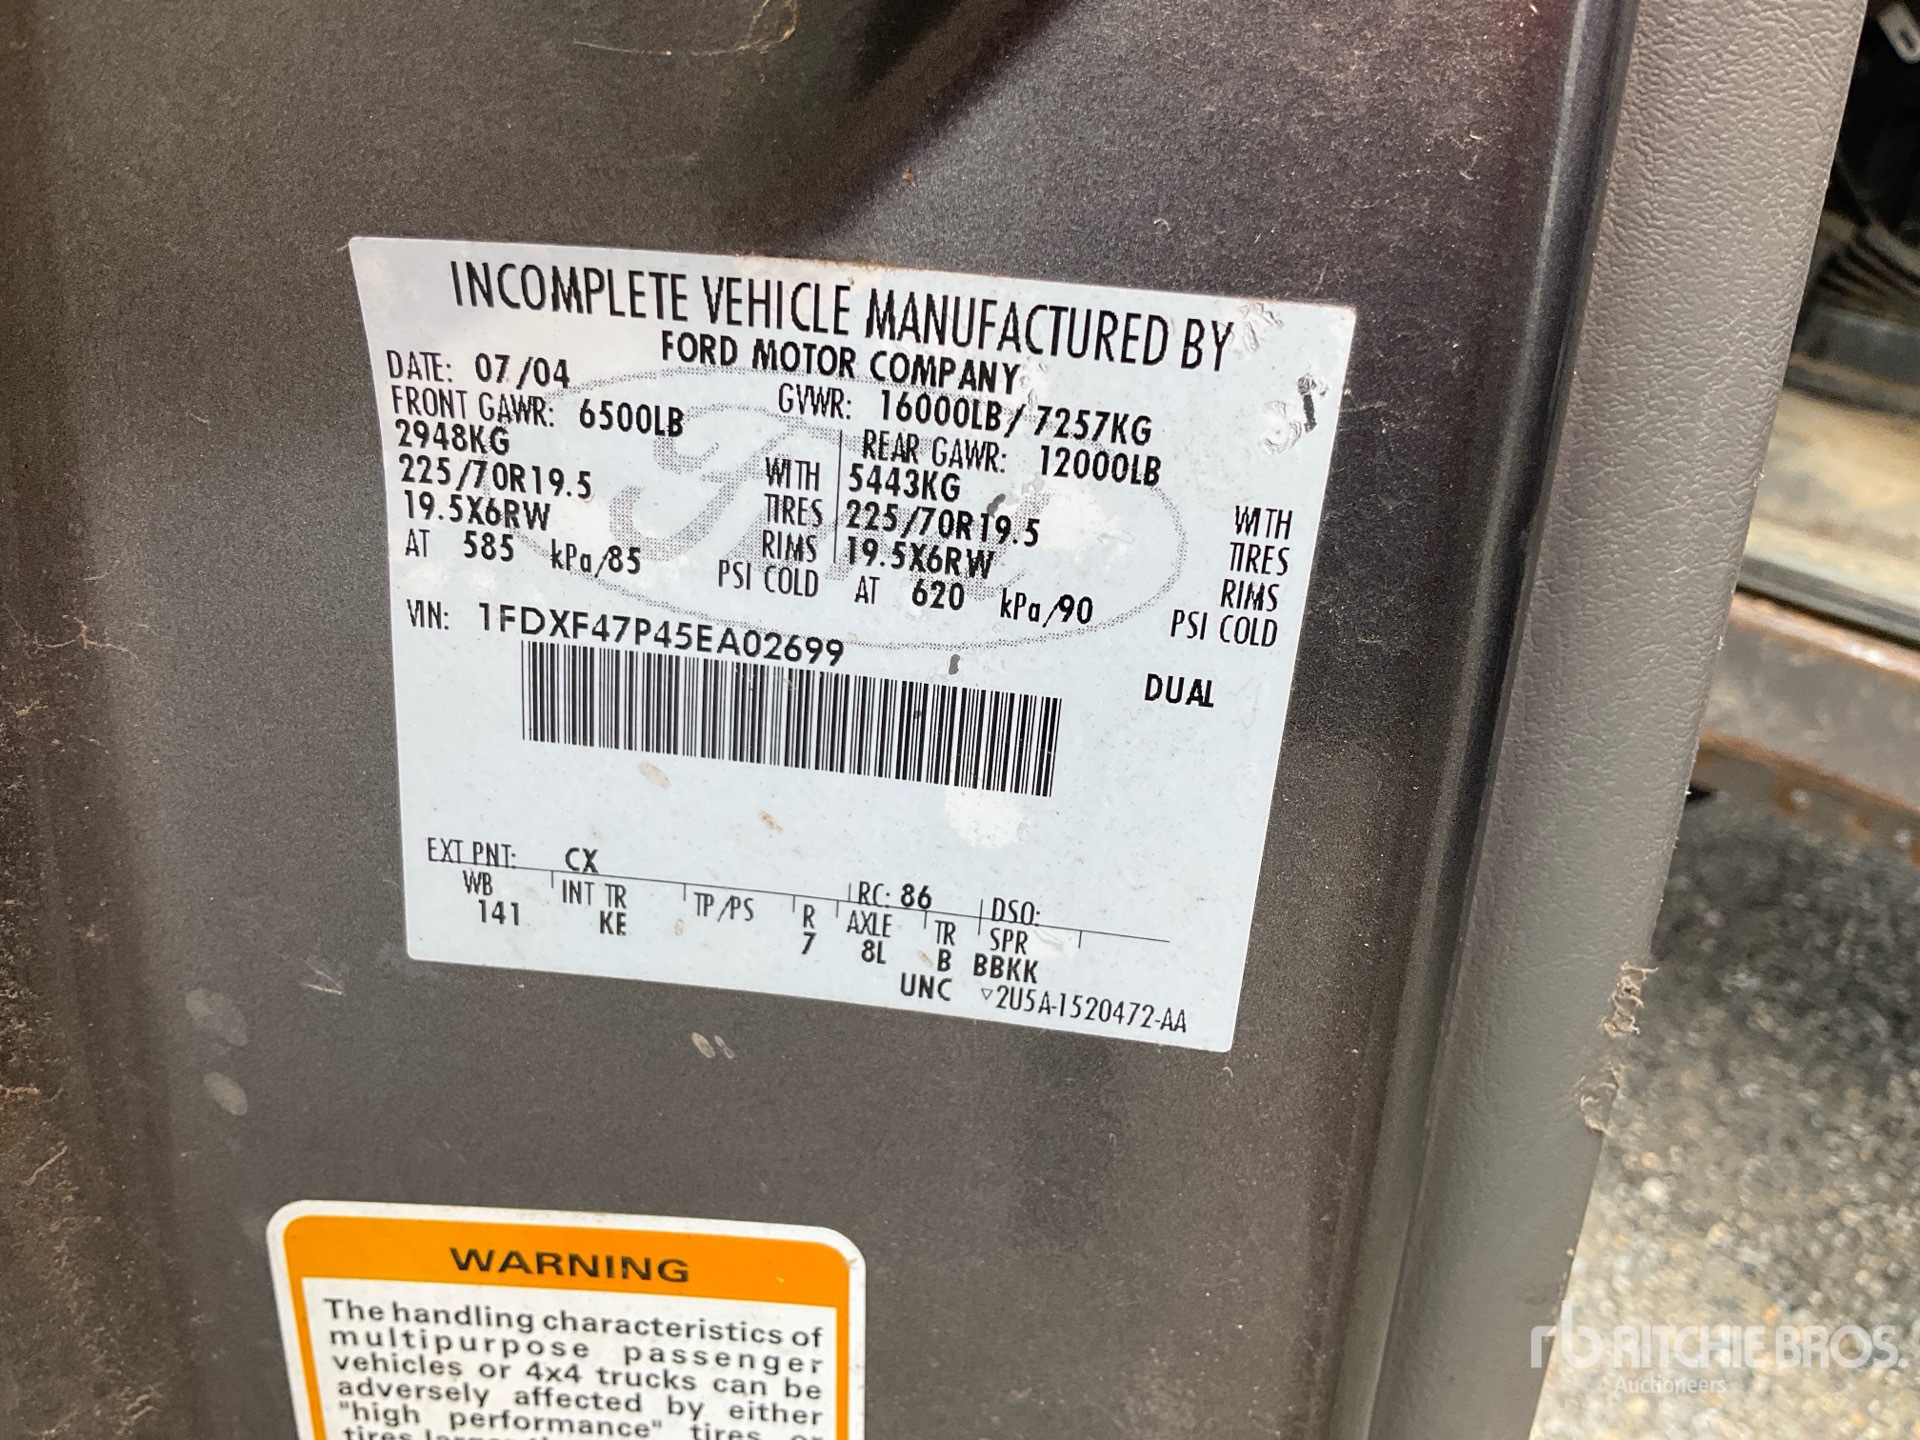 INCOMPLETE VEHICLE MANUFACTURED BY
FORD MOTOR COMPANY
DATE: 07/04
GVWR: 16000LB/7257KG
FRONT GAWR: 6500LB
2948KG WITH
225/70R19.5 TIRES
19.5X6RW RIMS
AT 585 kPa/85 PSI COLD
REAR GAWR: 12000LB
5443KG WITH
225/70R19.5 TIRES
19.5X6RW RIMS
AT 620 kPa/90 PSI COLD
VIN: 1FDXF47P45EA02699
DUAL
EXT PNT: CX RC: 86 DSO:
WB INT TR TP/PS R AXLE TR SPR
141 KE 7 8L B BBKK
UNC ▽2U5A-1520472-AA
WARNING
The handling characteristics of
multipurpose passenger
vehicles or 4x4 trucks can be
adversely affected by either
"high performance" tires or
tires
rb RITCHIE BROS.
Auctioneers